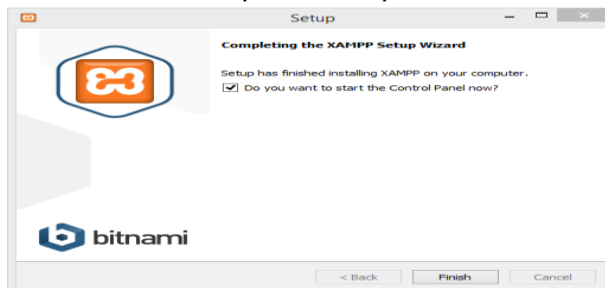 Setup
Completing the XAMPP Setup Wizard
Setup has finished installing XAMPP on your computer.
Do you want to start the Control Panel now?
bitnami
< Back
Finish
Cancel